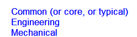 Common (or core, or typical)
Engineering
Mechanical